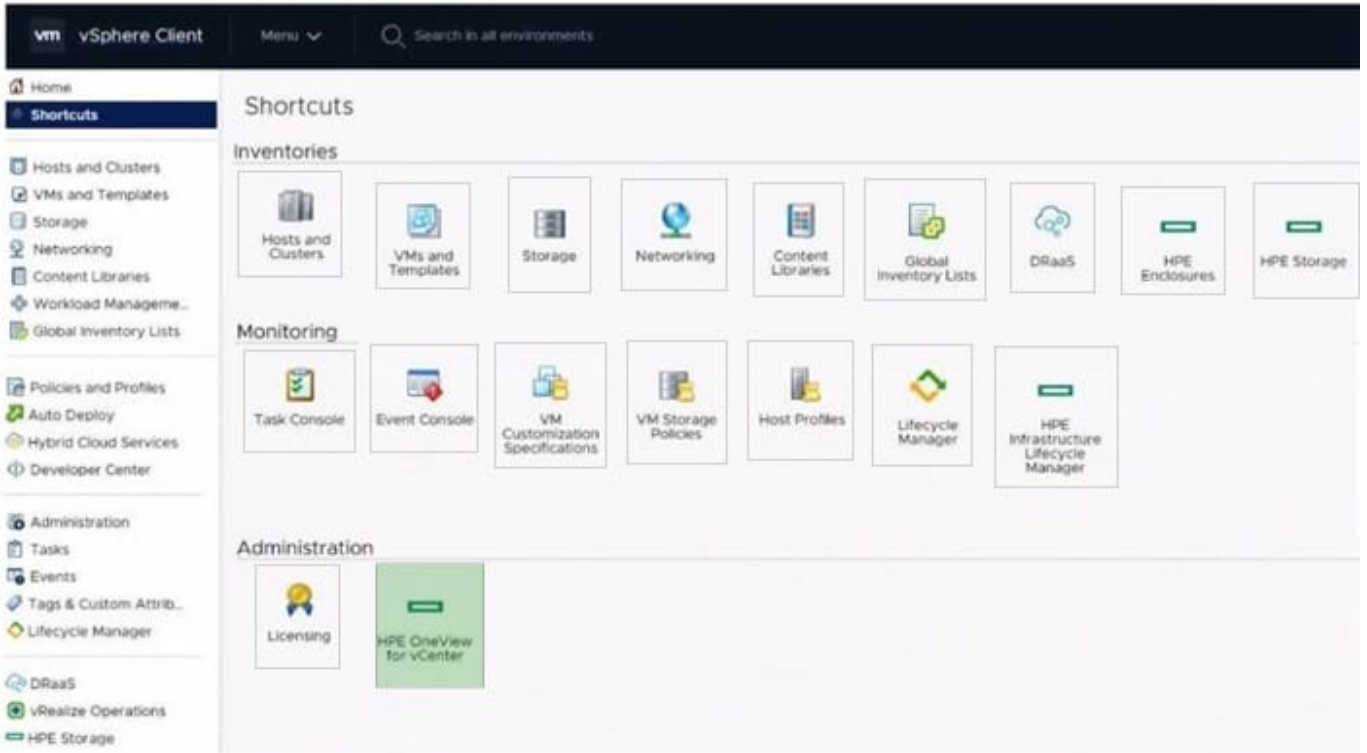 vm vSphere Client Menu Search in all environments
Home
Shortcuts
Hosts and Clusters
VMs and Templates
Storage
Networking
Content Libraries
Workload Manageme...
Global Inventory Lists
Policies and Profiles
Auto Deploy
Hybrid Cloud Services
Developer Center
Administration
Tasks
Events
Tags & Custom Attrib...
Lifecycle Manager
DRaaS
vRealize Operations
HPE Storage
Shortcuts
Inventories
Hosts and
Clusters
VMs and
Templates
Storage
Networking
Content
Libraries
Global
Inventory Lists
DRaaS
HPE
Enclosures
HPE Storage
Monitoring
Task Console
Event Console
VM
Customization
Specifications
VM Storage
Policies
Host Profiles
Lifecycle
Manager
HPE
Infrastructure
Lifecycle
Manager
Administration
Licensing
HPE OneView
for vCenter